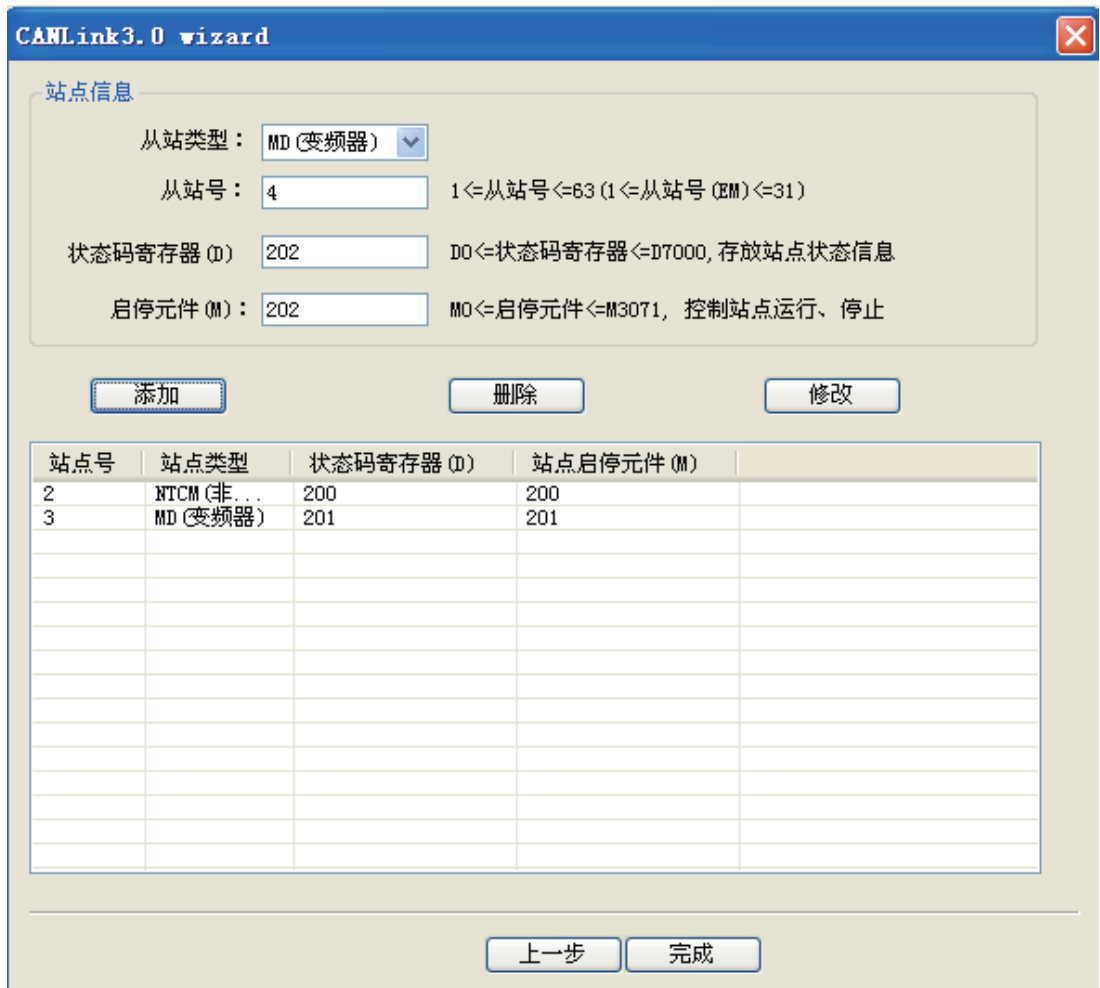 CANLink3.0 wizard
站点信息
从站类型： MD(变频器)
从站号： 4 1<=从站号<=63(1<=从站号(EM)<=31)
状态码寄存器(D) 202 D0<=状态码寄存器<=D7000,存放站点状态信息
启停元件(M)： 202 M0<=启停元件<=M3071, 控制站点运行、停止
添加 删除 修改
站点号 站点类型 状态码寄存器(D) 站点启停元件(M)
2 NTCM(非... 200 200
3 MD(变频器) 201 201
上一步 完成